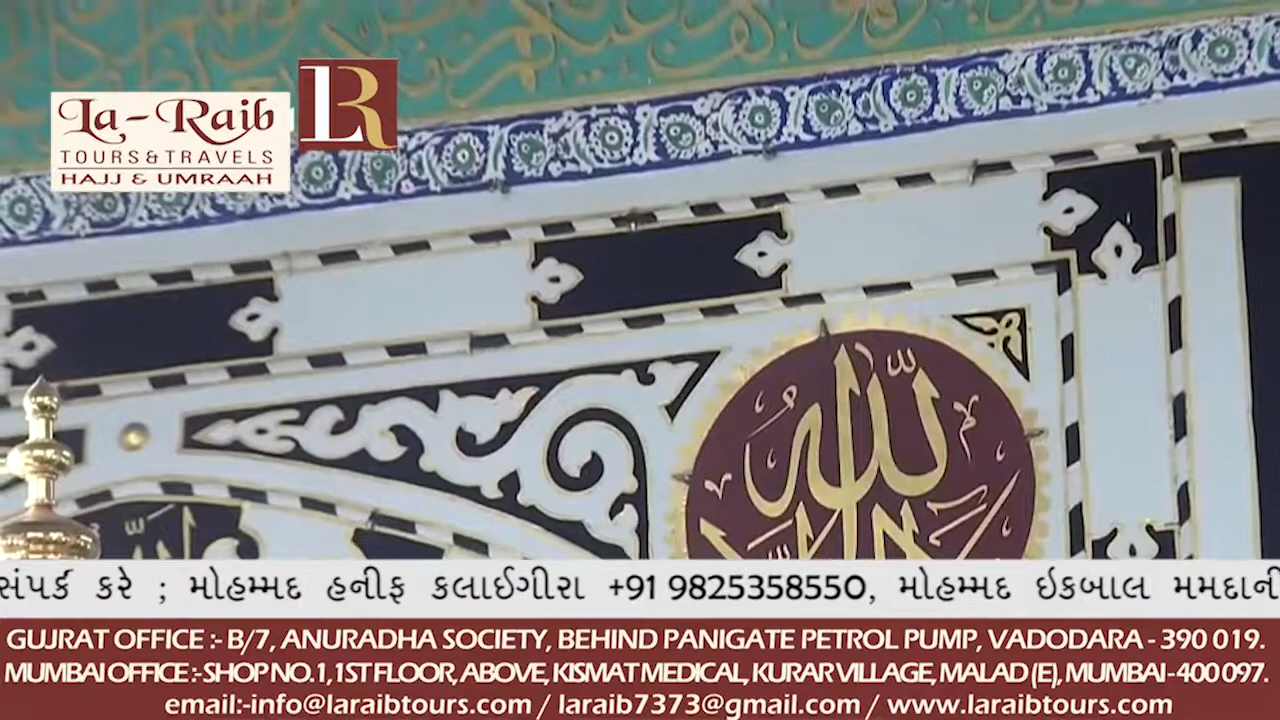 La-Raib
TOURS & TRAVELS
HAJJ & UMRAAH
LR
الله
સંપર્ક કરે ; મોહમ્મદ હનીફ કલાઈગીરા +91 9825358550, મોહમ્મદ ઇકબાલ મમદાની
GUJRAT OFFICE :- B/7, ANURADHA SOCIETY, BEHIND PANIGATE PETROL PUMP, VADODARA - 390 019.
MUMBAI OFFICE :- SHOP NO. 1, 1ST FLOOR, ABOVE, KISMAT MEDICAL, KURAR VILLAGE, MALAD (E), MUMBAI - 400 097.
email:-info@laraibtours.com / laraib7373@gmail.com / www.laraibtours.com